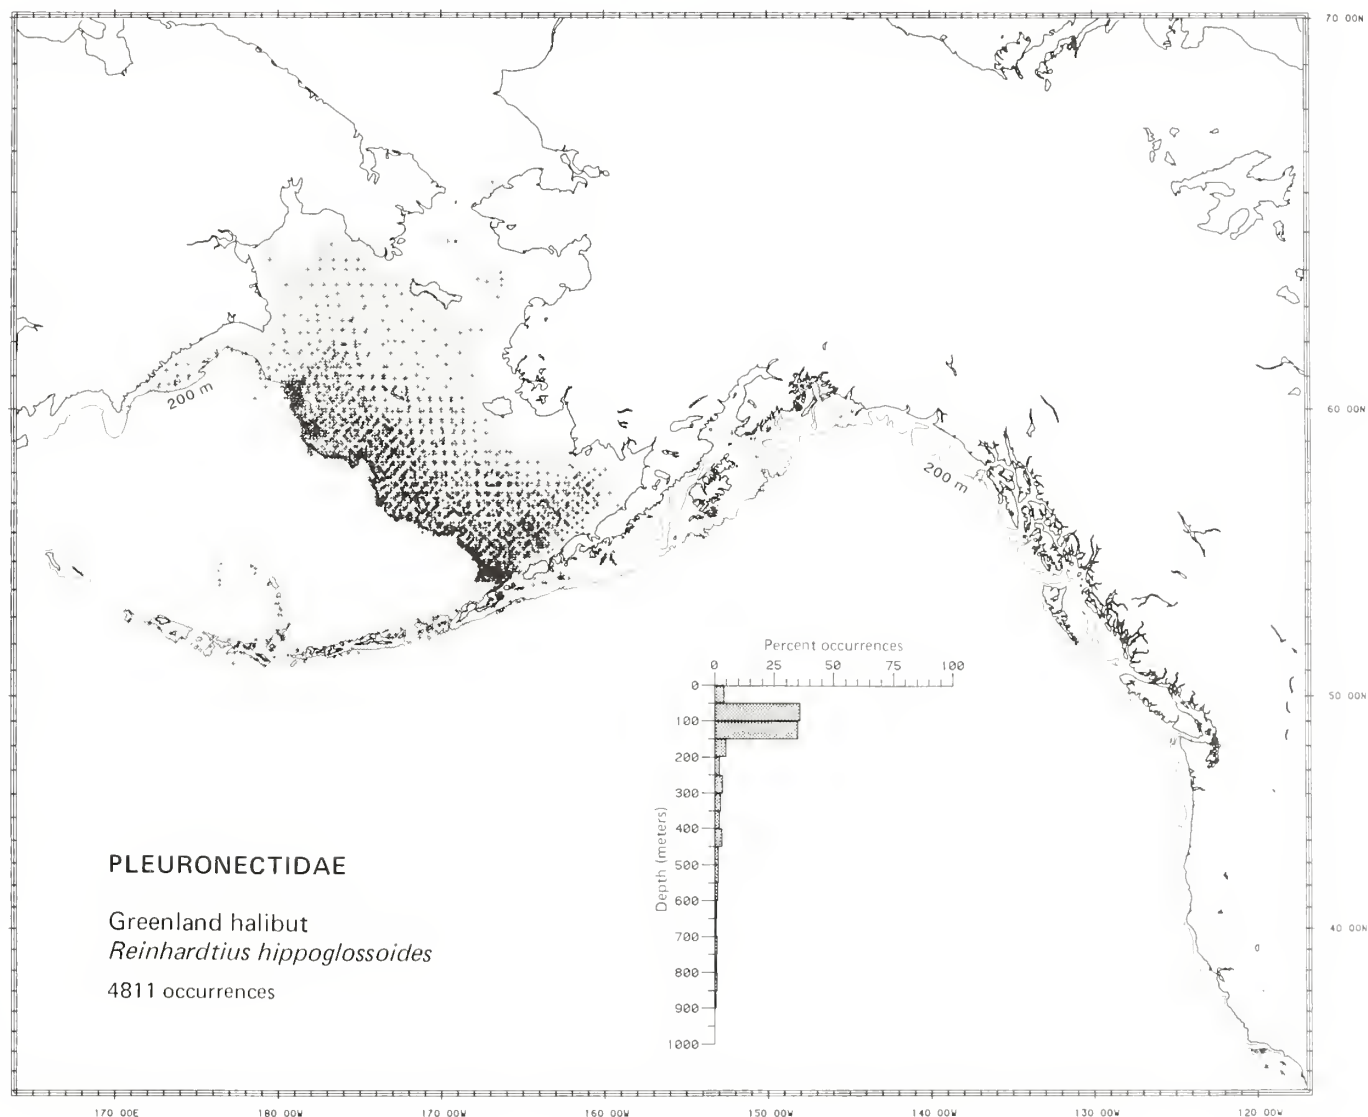 70 00N
200 m
60 00N
200 m
Percent occurrences
0 25 50 75 100
0
50 00N
100
200
300
400
500
600
700
800
900
1000
Depth (meters)
PLEURONECTIDAE
Greenland halibut
Reinhardtius hippoglossoides
4811 occurrences
40 00N
170 00E 180 00W 170 00W 160 00W 150 00W 140 00W 130 00W 120 00W